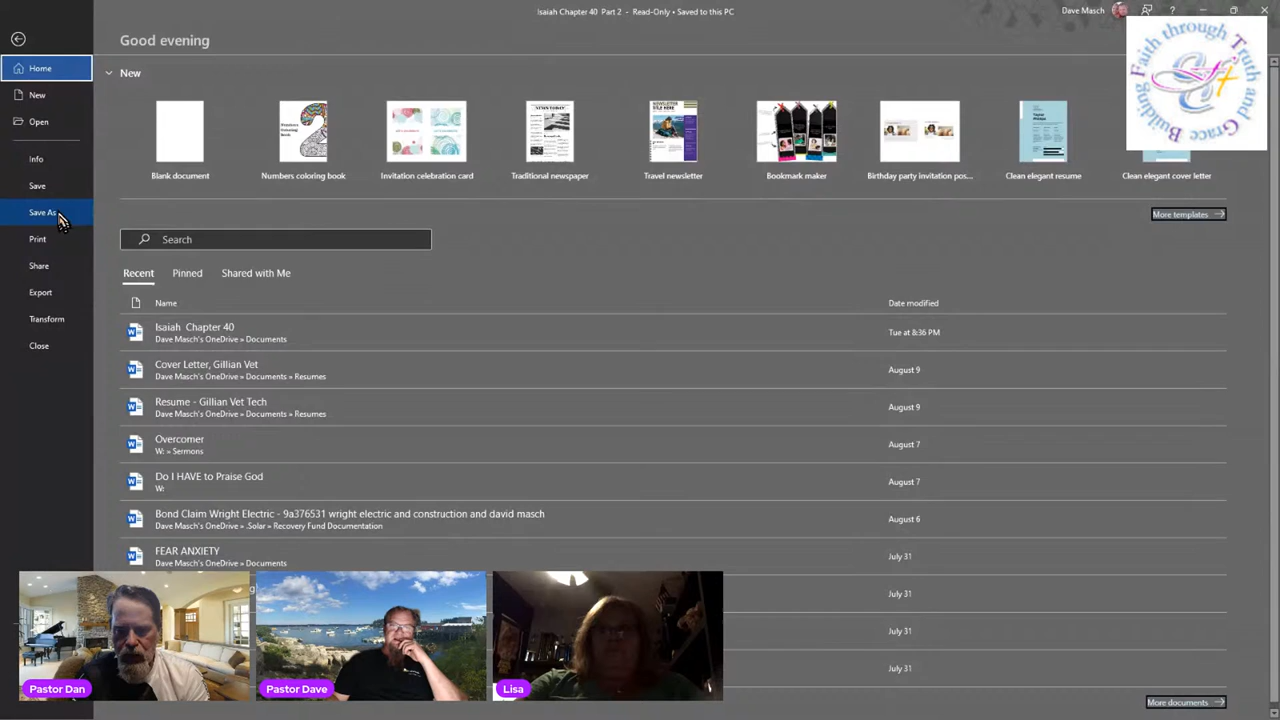 Isaiah Chapter 40 Part 2 - Read-Only • Saved to this PC
Dave Masch
?
Good evening
Home
New
Open
Info
Save
Save As
Print
Share
Export
Transform
Close
New
Blank document
Numbers coloring book
Invitation celebration card
Traditional newspaper
Travel newsletter
Bookmark maker
Birthday party invitation pos...
Clean elegant resume
Clean elegant cover letter
More templates
Search
Recent
Pinned
Shared with Me
Name
Date modified
Isaiah Chapter 40
Dave Masch's OneDrive » Documents
Tue at 8:36 PM
Cover Letter, Gillian Vet
Dave Masch's OneDrive » Documents » Resumes
August 9
Resume - Gillian Vet Tech
Dave Masch's OneDrive » Documents » Resumes
August 9
Overcomer
W: » Sermons
August 7
Do I HAVE to Praise God
W:
August 7
Bond Claim Wright Electric - 9a376531 wright electric and construction and david masch
Dave Masch's OneDrive » .Solar » Recovery Fund Documentation
August 6
FEAR ANXIETY
Dave Masch's OneDrive » Documents
July 31
July 31
July 31
July 31
More documents
Building Faith through Truth and Grace
Pastor Dan
Pastor Dave
Lisa